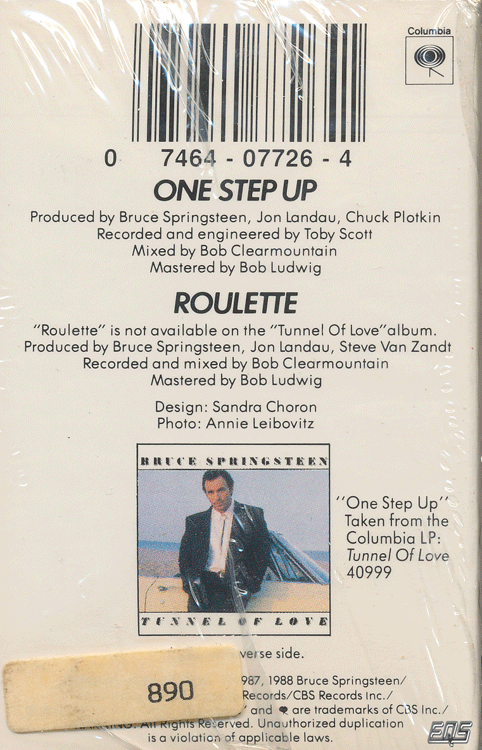 Columbia
0 7464 - 07726 - 4
ONE STEP UP
Produced by Bruce Springsteen, Jon Landau, Chuck Plotkin
Recorded and engineered by Toby Scott
Mixed by Bob Clearmountain
Mastered by Bob Ludwig
ROULETTE
"Roulette" is not available on the "Tunnel Of Love" album.
Produced by Bruce Springsteen, Jon Landau, Steve Van Zandt
Recorded and mixed by Bob Clearmountain
Mastered by Bob Ludwig
Design: Sandra Choron
Photo: Annie Leibovitz
BRUCE SPRINGSTEEN
TUNNEL OF LOVE
"One Step Up"
Taken from the
Columbia LP:
Tunnel Of Love
40999
verse side.
987, 1988 Bruce Springsteen/
Records/CBS Records Inc./
and are trademarks of CBS Inc./
All Rights Reserved. Unauthorized duplication
is a violation of applicable laws.
890